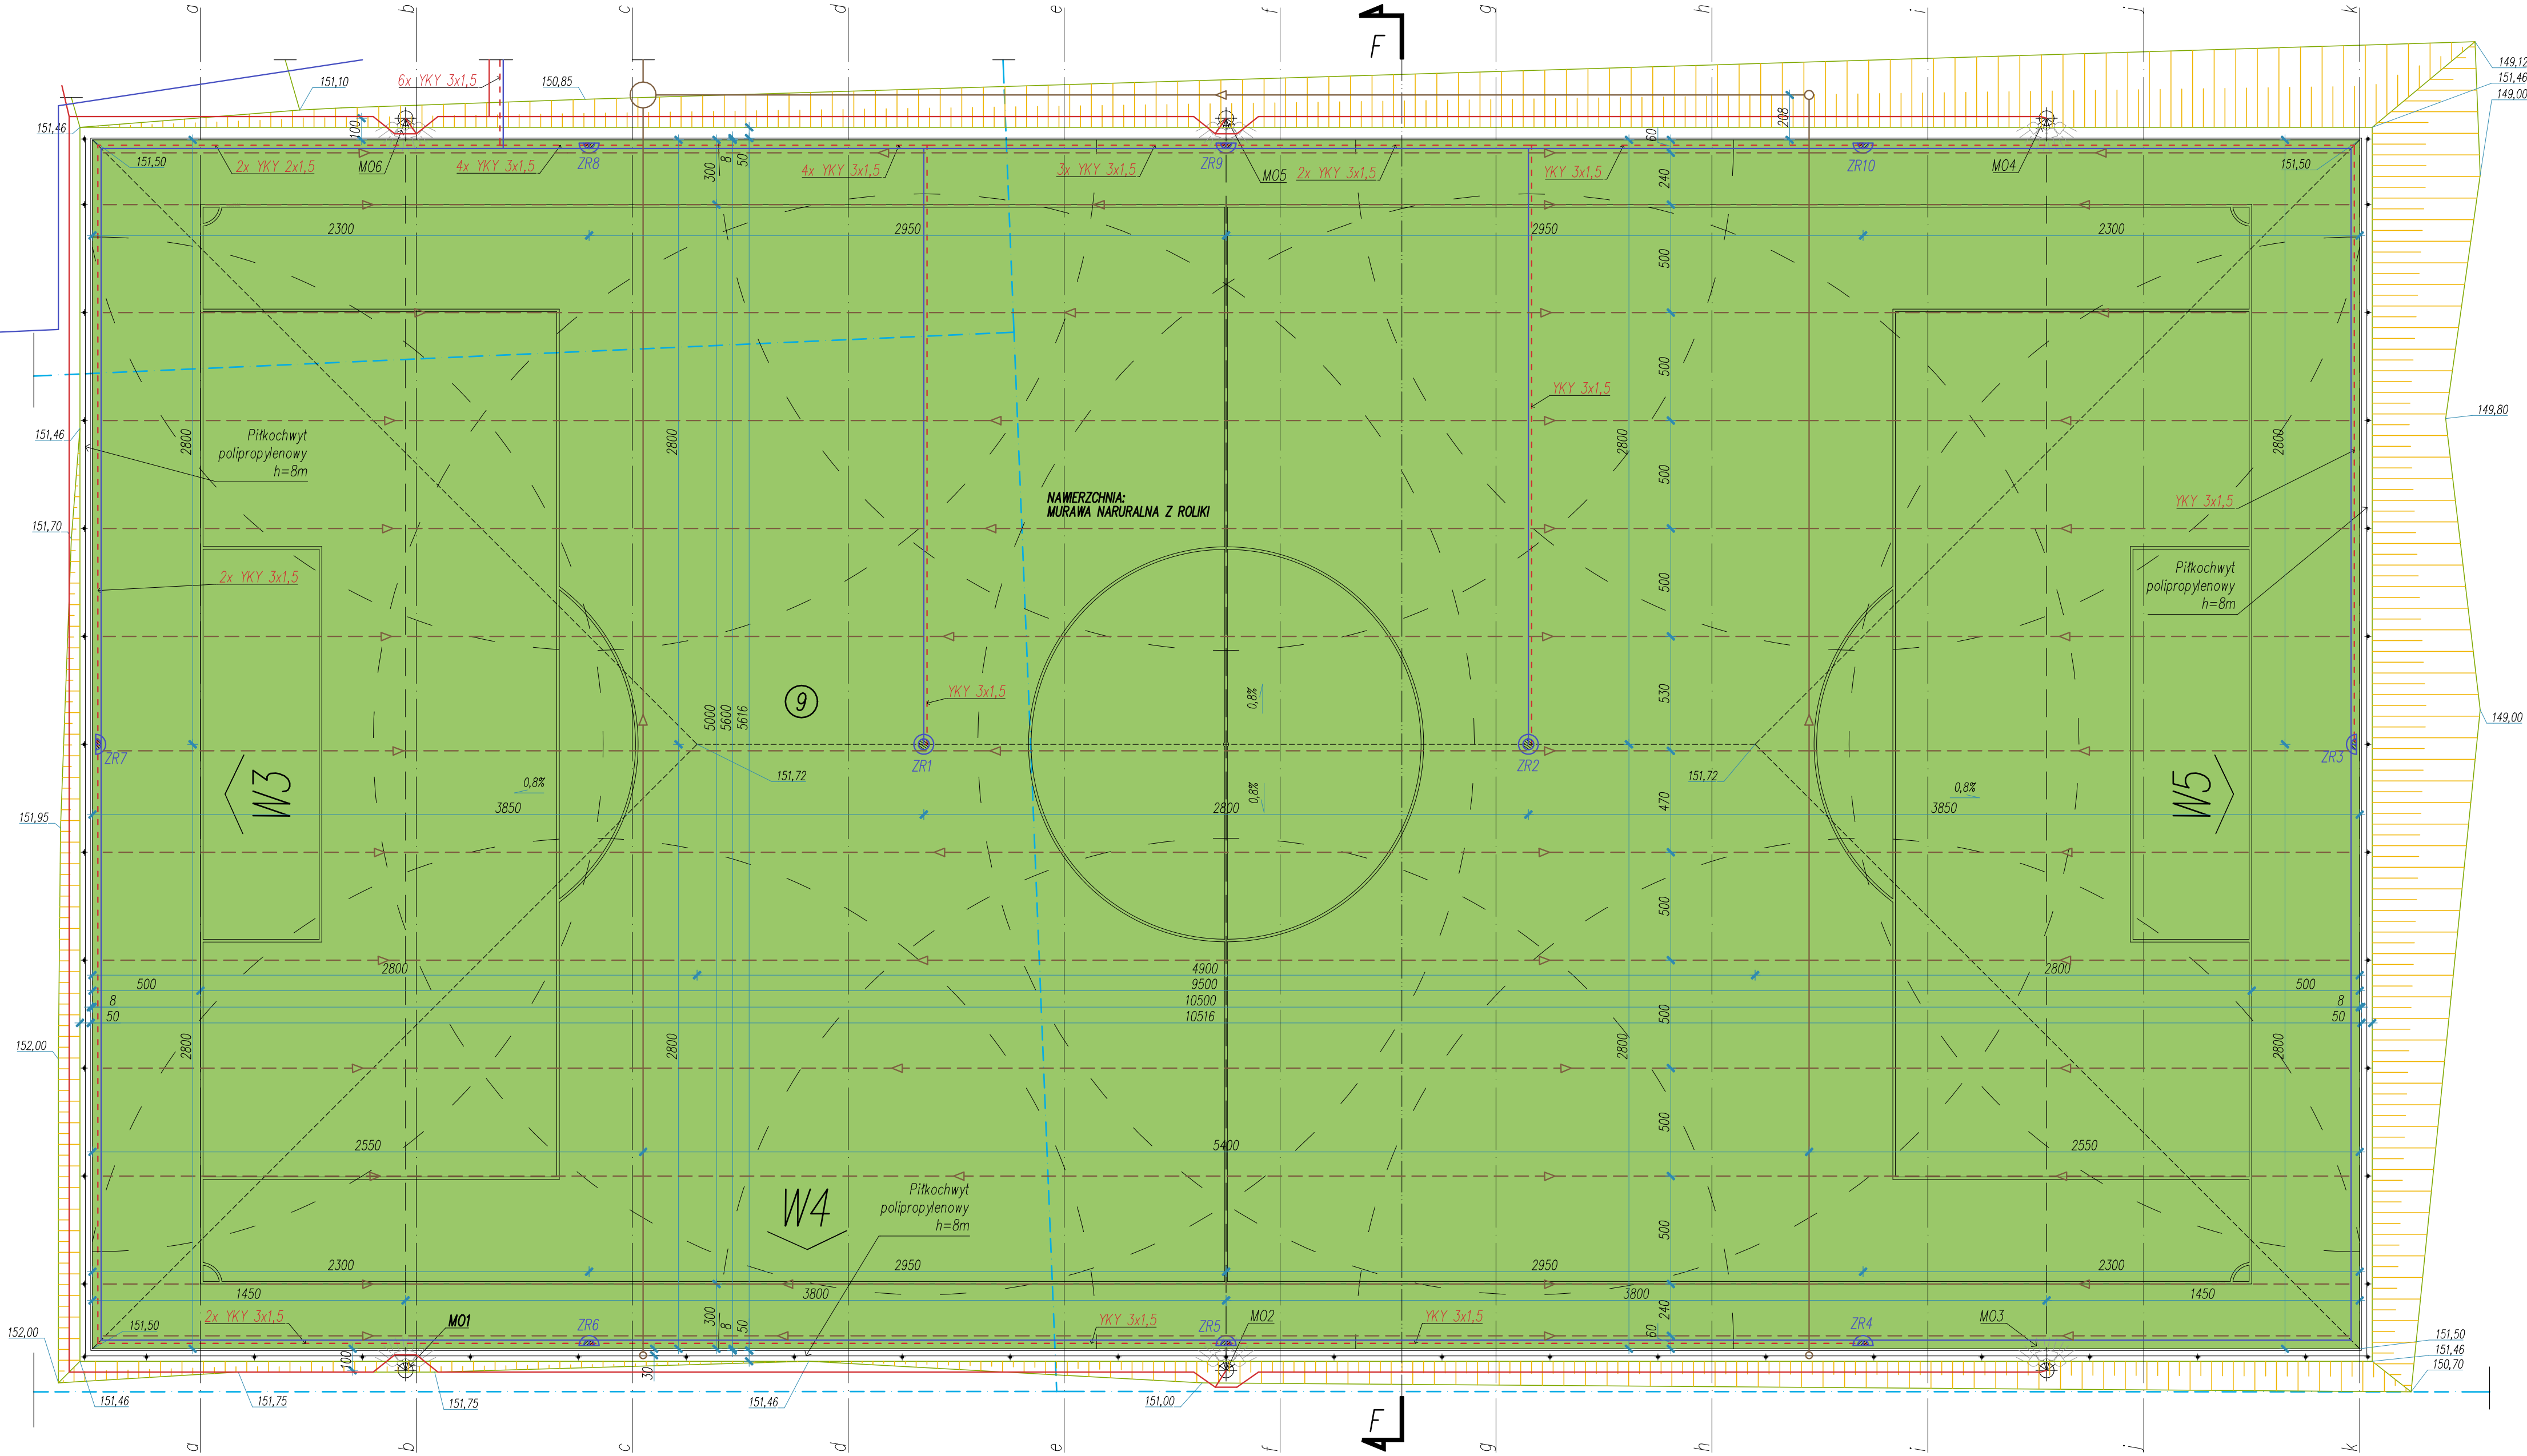 a b c d e f g h i j k
F
149,12
151,46
149,00
151,10
6x YKY 3x1,5
150,85
208
151,46
100
60
151,50
2x YKY 2x1,5
MO6
4x YKY 3x1,5
ZR8
300
8
50
4x YKY 3x1,5
3x YKY 3x1,5
ZR9
MO5
2x YKY 3x1,5
YKY 3x1,5
240
ZR10
MO4
151,50
2300
2950
2950
2300
500
500
YKY 3x1,5
149,80
151,46
Piłkochwyt
polipropylenowy
h=8m
2800
2800
2800
2800
500
NAWIERZCHNIA:
MURAWA NARURALNA Z ROLIKI
YKY 3x1,5
151,70
2x YKY 3x1,5
500
Piłkochwyt
polipropylenowy
h=8m
YKY 3x1,5
9
5000
5600
5616
0,8%
530
149,00
ZR7
ZR1
ZR2
ZR3
W3
0,8%
151,72
0,8%
151,72
0,8%
W5
3850
2800
470
3850
151,95
500
2800
4900
2800
500
9500
500
8
10500
8
50
10516
50
500
152,00
2800
2800
2800
2800
2550
5400
500
2550
W4
Piłkochwyt
polipropylenowy
h=8m
500
2300
2950
2950
2300
1450
3800
3800
1450
152,00
151,50
2x YKY 3x1,5
MO1
ZR6
300
8
50
YKY 3x1,5
ZR5
MO2
YKY 3x1,5
60
240
ZR4
MO3
151,50
151,46
150,70
100
30
151,46
151,75
151,75
151,46
151,00
F
a b c d e f g h i j k